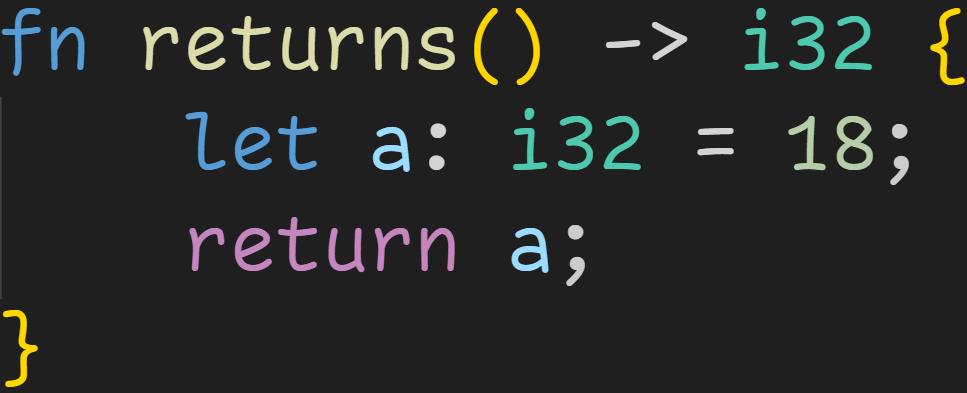 fn returns() -> i32 {
    let a: i32 = 18;
    return a;
}